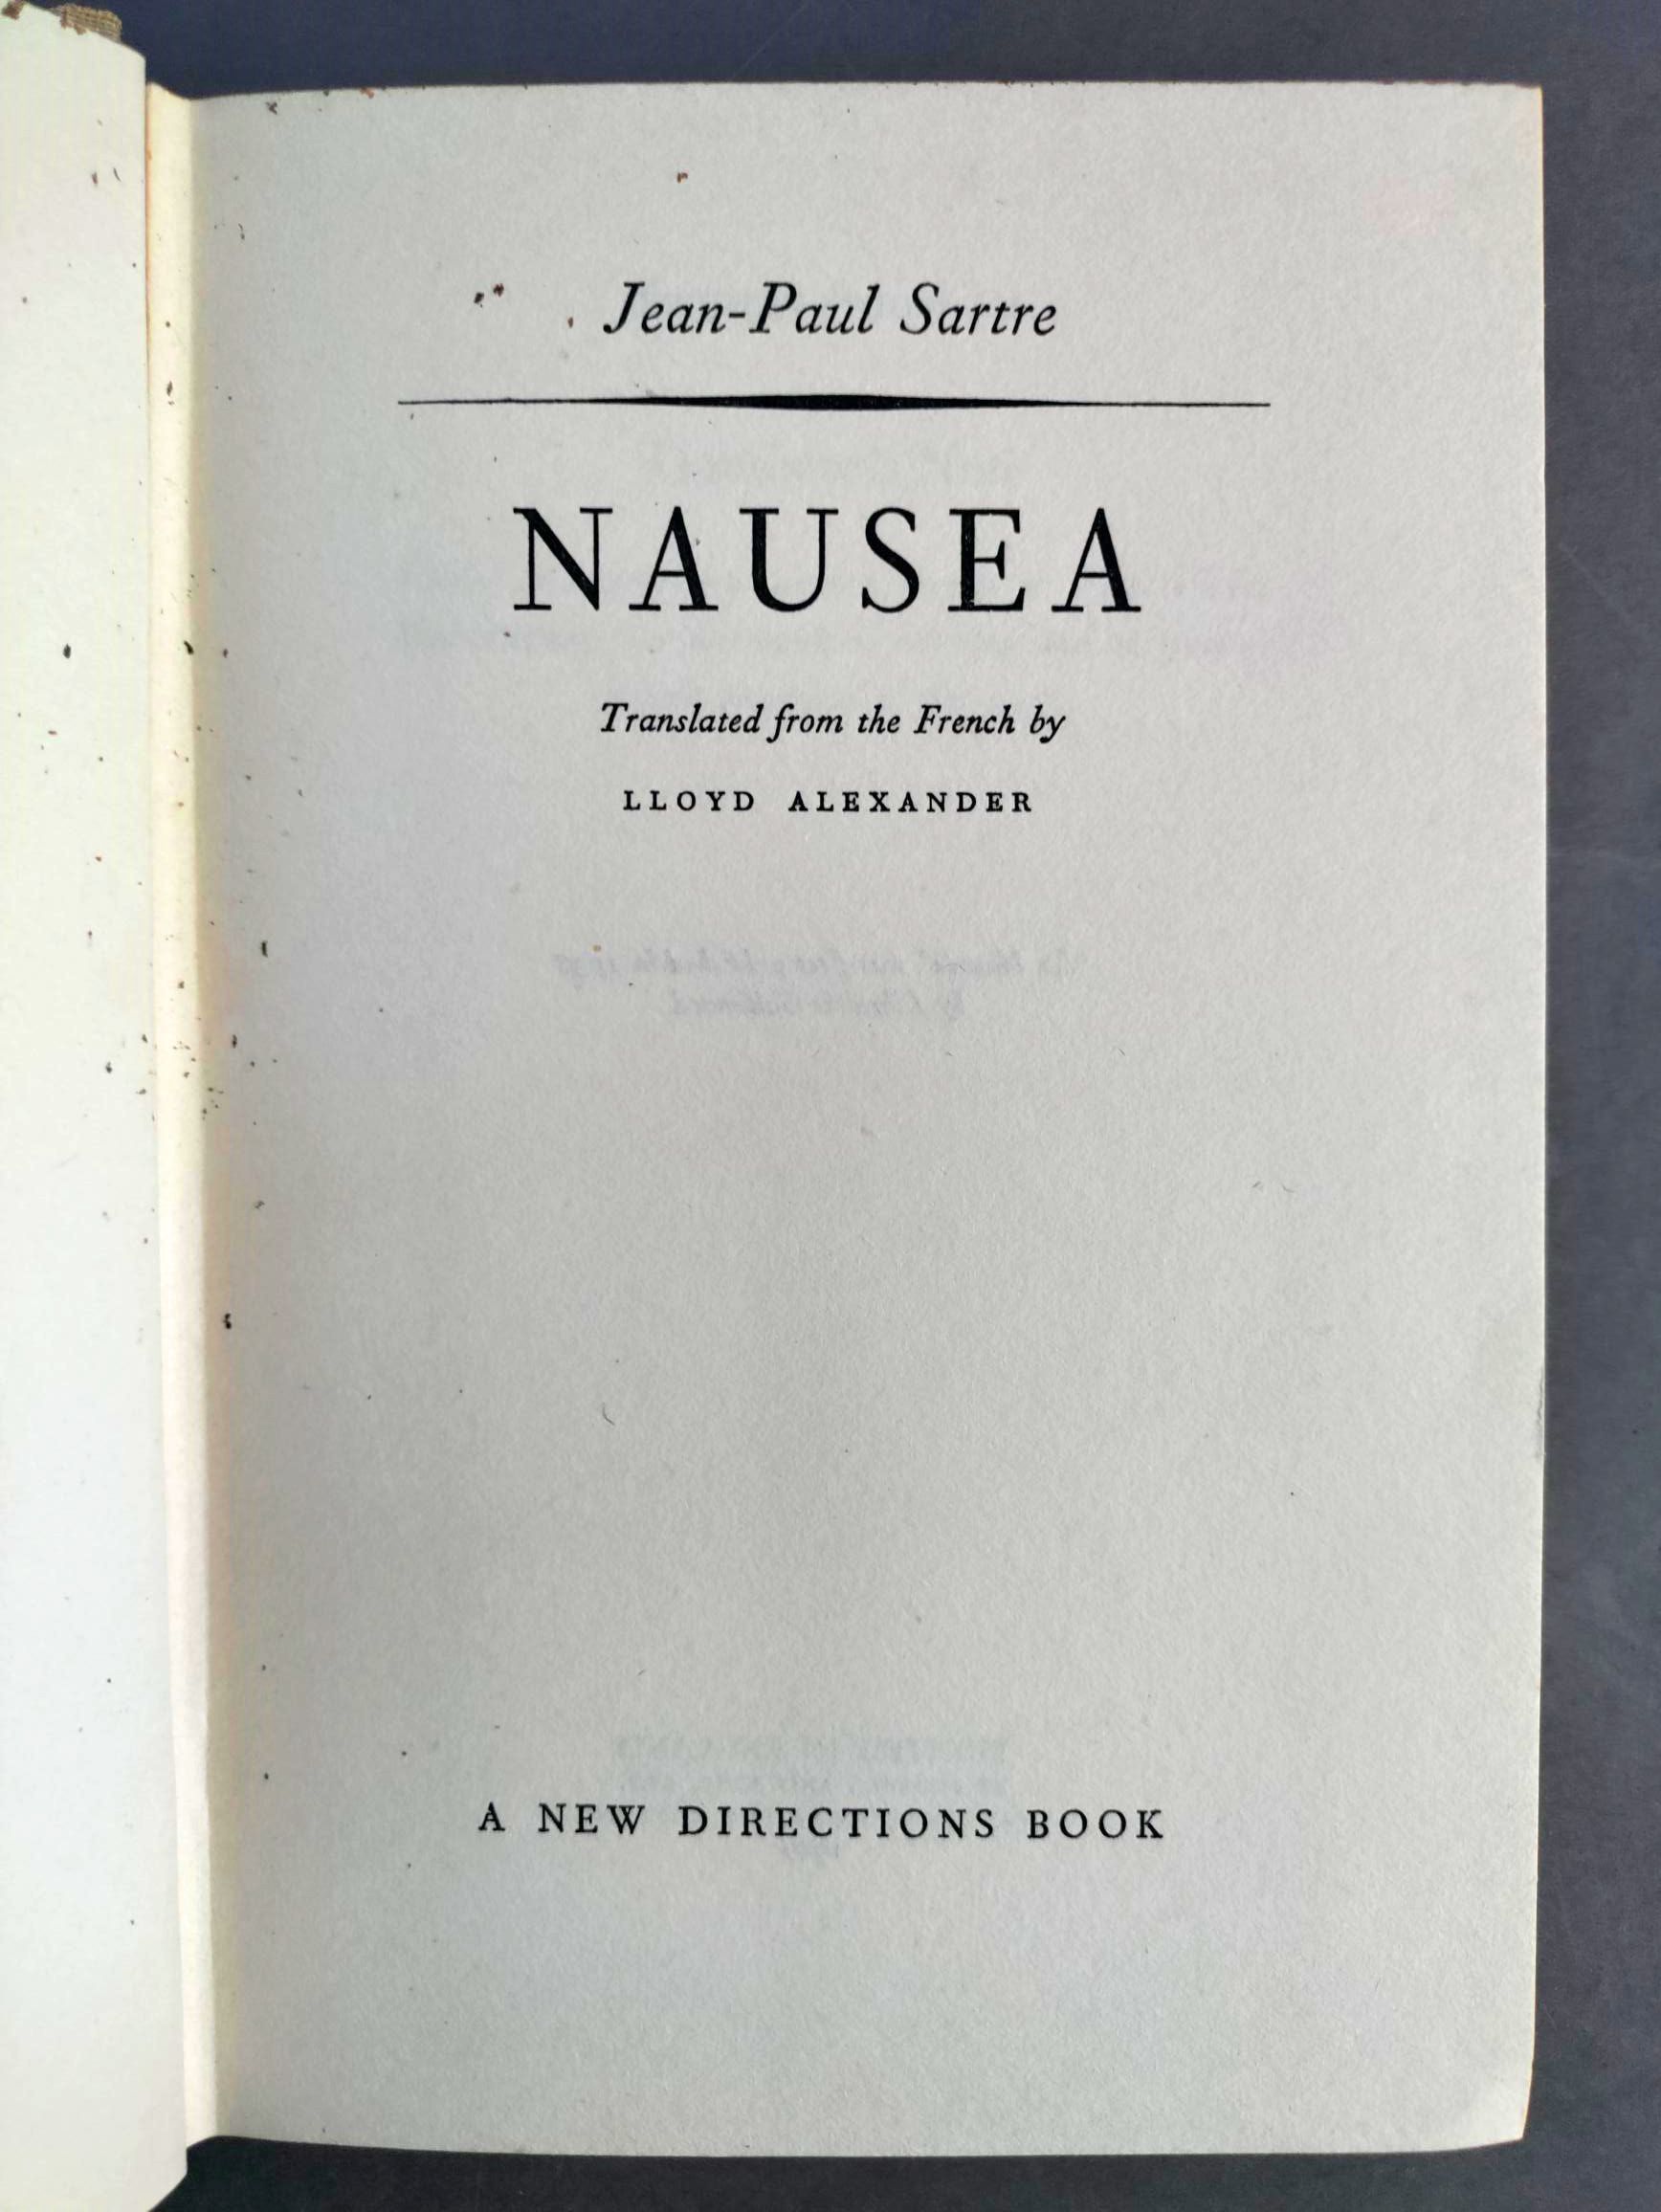 Jean-Paul Sartre
NAUSEA
Translated from the French by
LLOYD ALEXANDER
A NEW DIRECTIONS BOOK